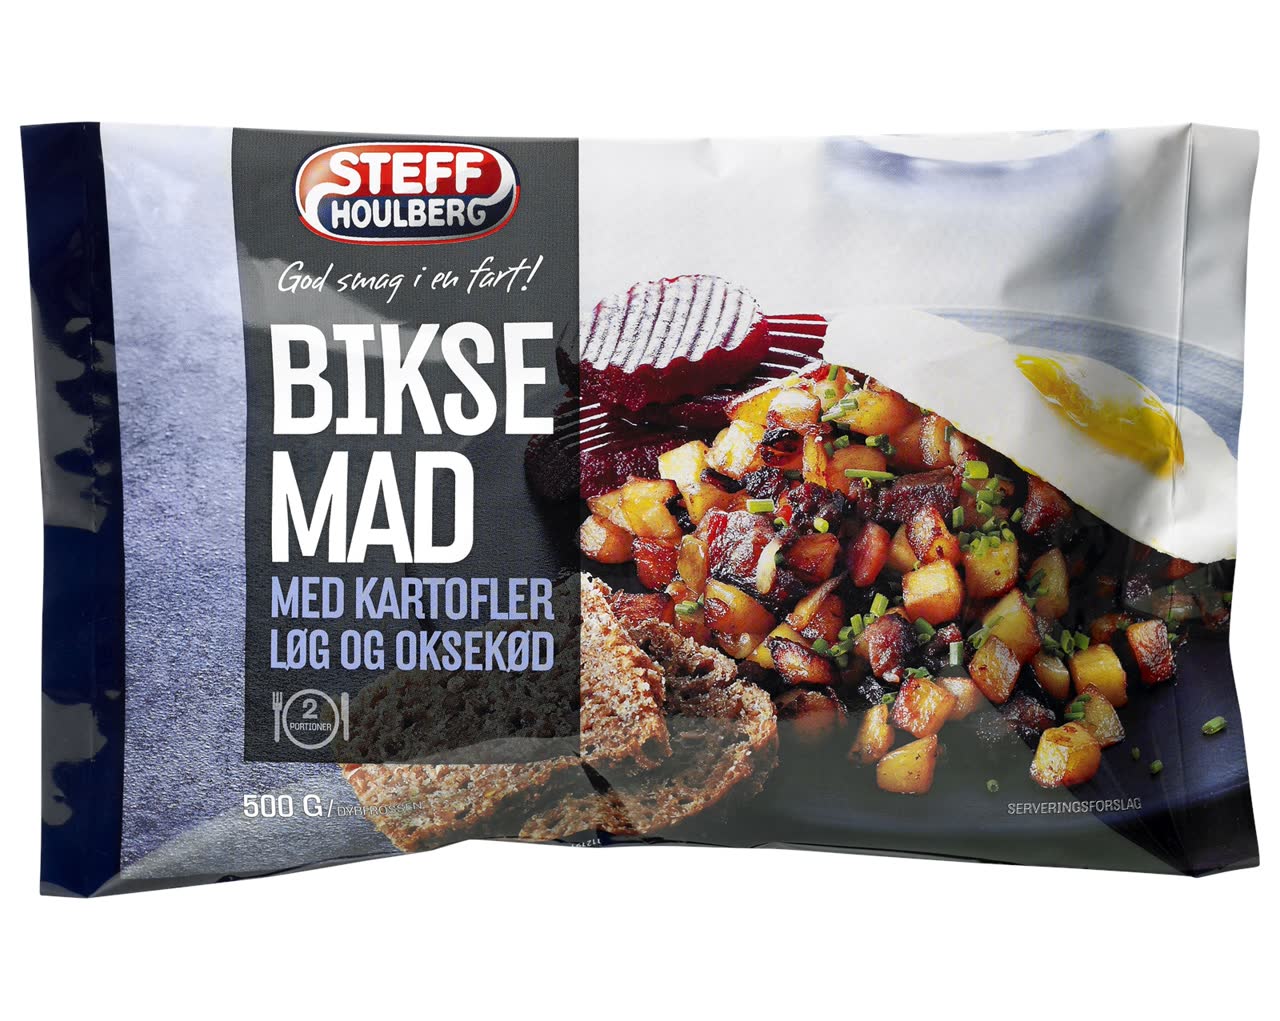 STEFF
HOULBERG
God smag i en fart!
BIKSE
MAD
MED KARTOFLER
LØG OG OKSEKØD
2
PORTIONER
500 G / DYBFROSSEN
SERVERINGSFORSLAG